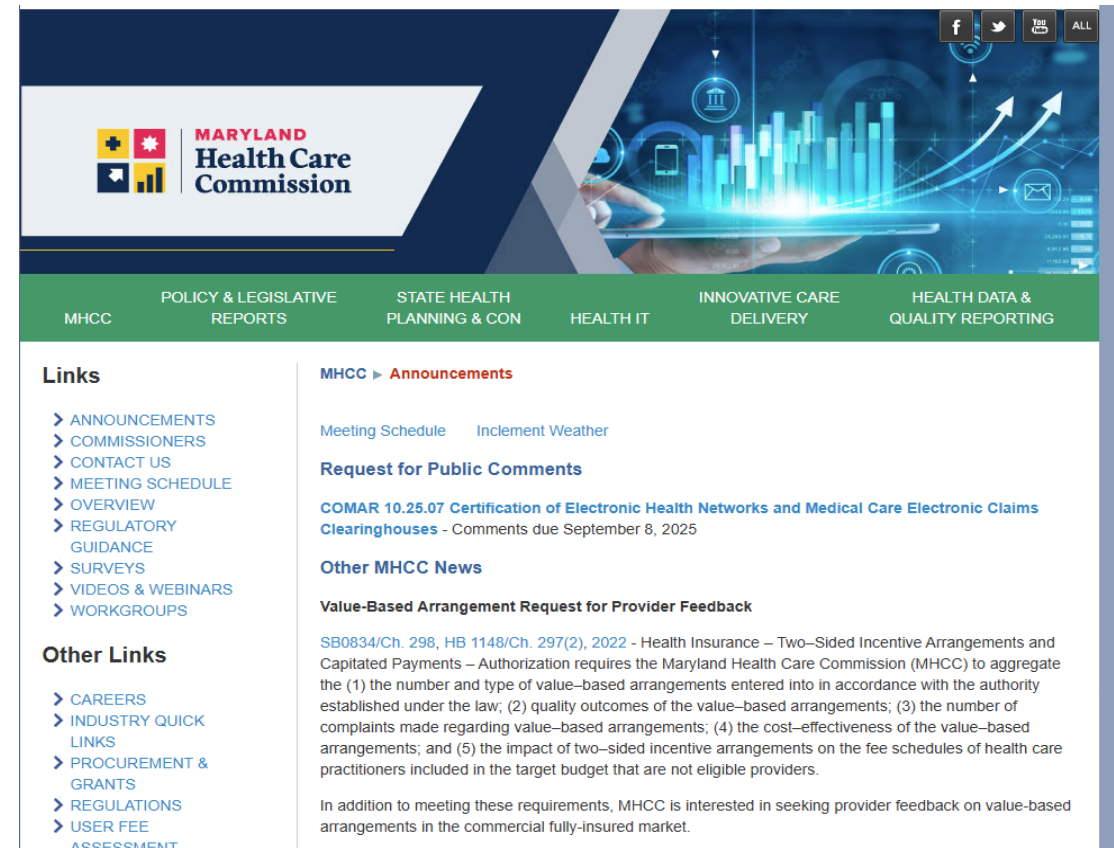 f
You
Tube
ALL
MARYLAND
Health Care
Commission
70%
MHCC
POLICY & LEGISLATIVE
REPORTS
STATE HEALTH
PLANNING & CON
HEALTH IT
INNOVATIVE CARE
DELIVERY
HEALTH DATA &
QUALITY REPORTING
Links
ANNOUNCEMENTS
COMMISSIONERS
CONTACT US
MEETING SCHEDULE
OVERVIEW
REGULATORY
GUIDANCE
SURVEYS
VIDEOS & WEBINARS
WORKGROUPS
Other Links
CAREERS
INDUSTRY QUICK
LINKS
PROCUREMENT &
GRANTS
REGULATIONS
USER FEE
ASSESSMENT
MHCC ▶ Announcements
Meeting Schedule Inclement Weather
Request for Public Comments
COMAR 10.25.07 Certification of Electronic Health Networks and Medical Care Electronic Claims
Clearinghouses - Comments due September 8, 2025
Other MHCC News
Value-Based Arrangement Request for Provider Feedback
SB0834/Ch. 298, HB 1148/Ch. 297(2), 2022 - Health Insurance – Two–Sided Incentive Arrangements and
Capitated Payments – Authorization requires the Maryland Health Care Commission (MHCC) to aggregate
the (1) the number and type of value–based arrangements entered into in accordance with the authority
established under the law; (2) quality outcomes of the value–based arrangements; (3) the number of
complaints made regarding value–based arrangements; (4) the cost–effectiveness of the value–based
arrangements; and (5) the impact of two–sided incentive arrangements on the fee schedules of health care
practitioners included in the target budget that are not eligible providers.
In addition to meeting these requirements, MHCC is interested in seeking provider feedback on value-based
arrangements in the commercial fully-insured market.